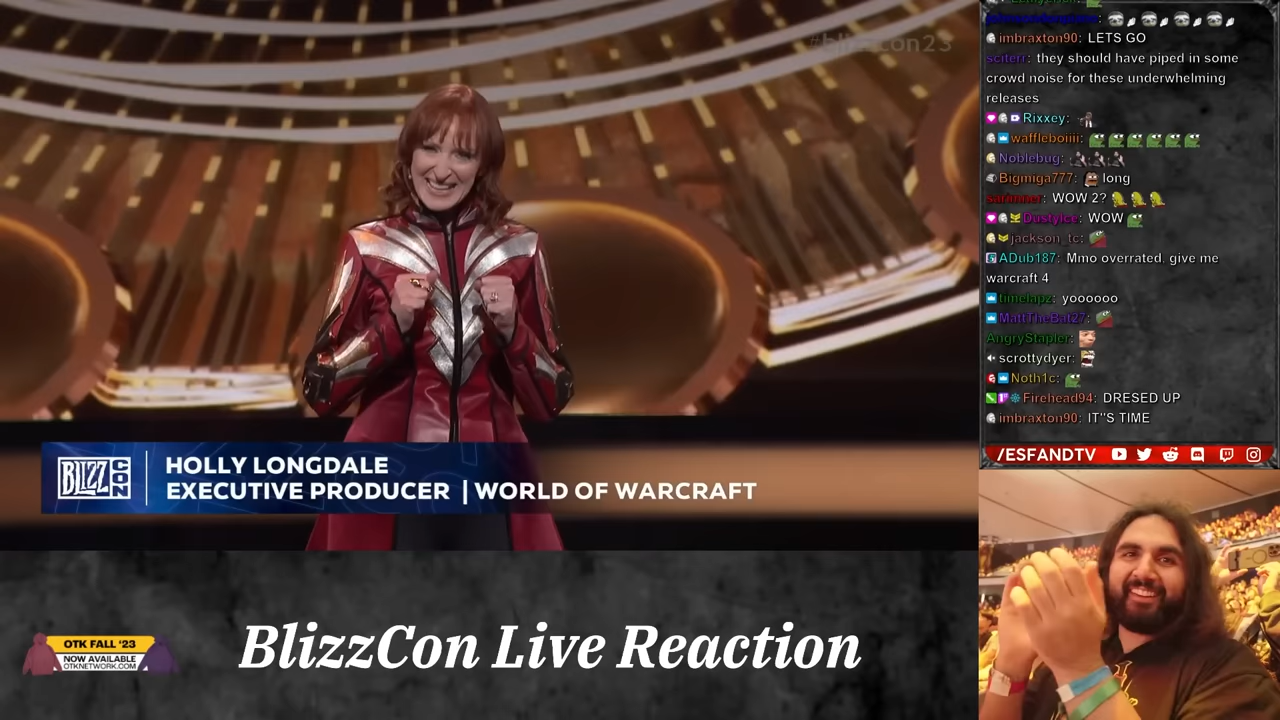 #blizzcon23
HOLLY LONGDALE
EXECUTIVE PRODUCER | WORLD OF WARCRAFT
BLIZZ
CON
OTK FALL '23
NOW AVAILABLE
OTKNETWORK.COM
BlizzCon Live Reaction
imbraxton90: LETS GO
sciterr: they should have piped in some
crowd noise for these underwhelming
releases
Rixxey:
waffleboiiii:
Noblebug:
Bigmiga777: long
sarinner: WOW 2?
DustyIce: WOW
jackson_tc:
ADub187: Mmo overrated. give me
warcraft 4
timelapz: yoooooo
MattTheBat27:
AngryStapler:
scrottydyer:
Noth1c:
Firehead94: DRESED UP
imbraxton90: IT"S TIME
/ESFANDTV